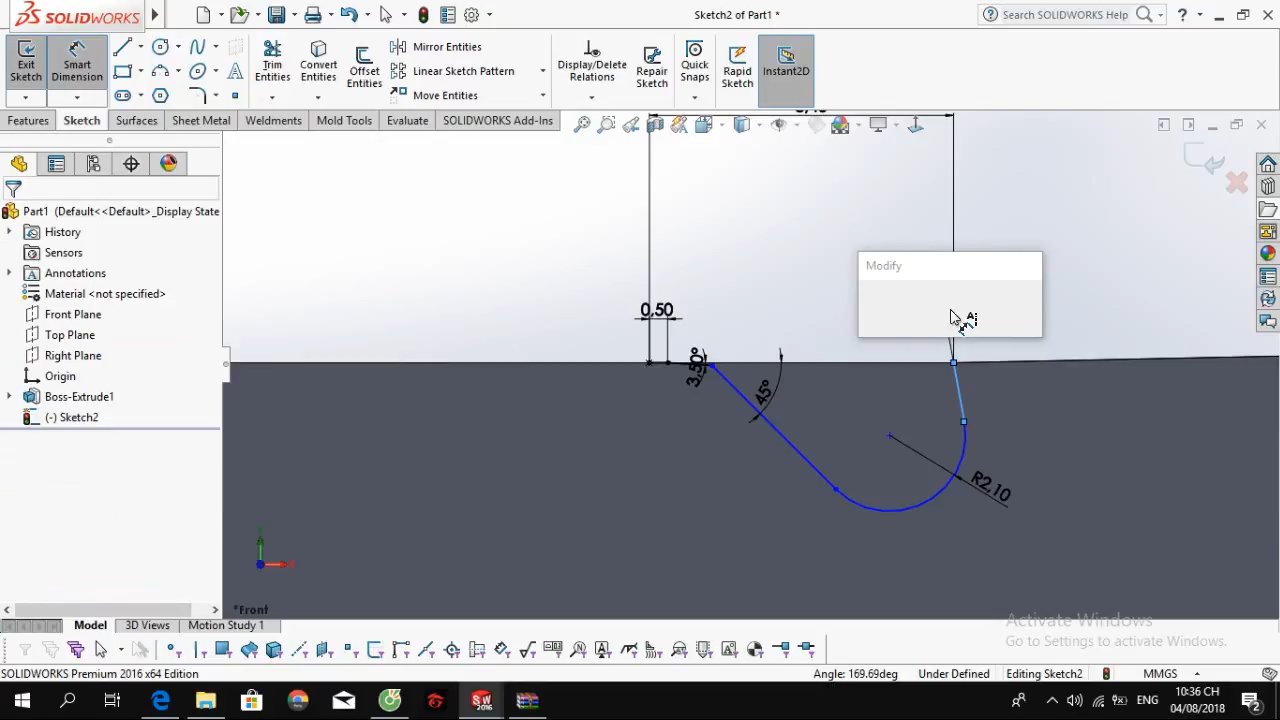 SOLIDWORKS
Sketch2 of Part1 *
Search SOLIDWORKS Help
Exit Sketch
Smart Dimension
Trim Entities
Convert Entities
Offset Entities
Mirror Entities
Linear Sketch Pattern
Move Entities
Display/Delete Relations
Repair Sketch
Quick Snaps
Rapid Sketch
Instant2D
Features Sketch Surfaces Sheet Metal Weldments Mold Tools Evaluate SOLIDWORKS Add-Ins
Part1 (Default<<Default>_Display State
History
Sensors
Annotations
Material <not specified>
Front Plane
Top Plane
Right Plane
Origin
Boss-Extrude1
(-) Sketch2
Modify
0,50
3,50°
45°
R2,10
*Front
Activate Windows
Go to Settings to activate Windows.
Model 3D Views Motion Study 1
SOLIDWORKS Premium 2016 x64 Edition
Angle: 169.69deg Under Defined Editing Sketch2 MMGS
SW
2016
ENG
10:36 CH
04/08/2018
2